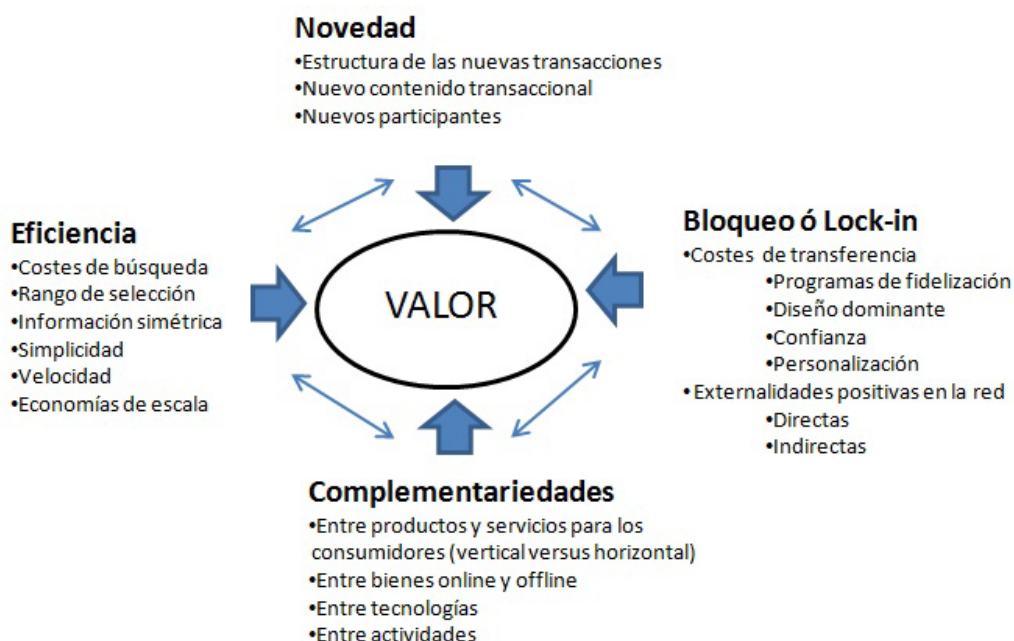 Novedad
•Estructura de las nuevas transacciones
•Nuevo contenido transaccional
•Nuevos participantes
Eficiencia
•Costes de búsqueda
•Rango de selección
•Información simétrica
•Simplicidad
•Velocidad
•Economías de escala
VALOR
Bloqueo ó Lock-in
•Costes de transferencia
•Programas de fidelización
•Diseño dominante
•Confianza
•Personalización
•Externalidades positivas en la red
•Directas
•Indirectas
Complementariedades
•Entre productos y servicios para los
consumidores (vertical versus horizontal)
•Entre bienes online y offline
•Entre tecnologías
•Entre actividades